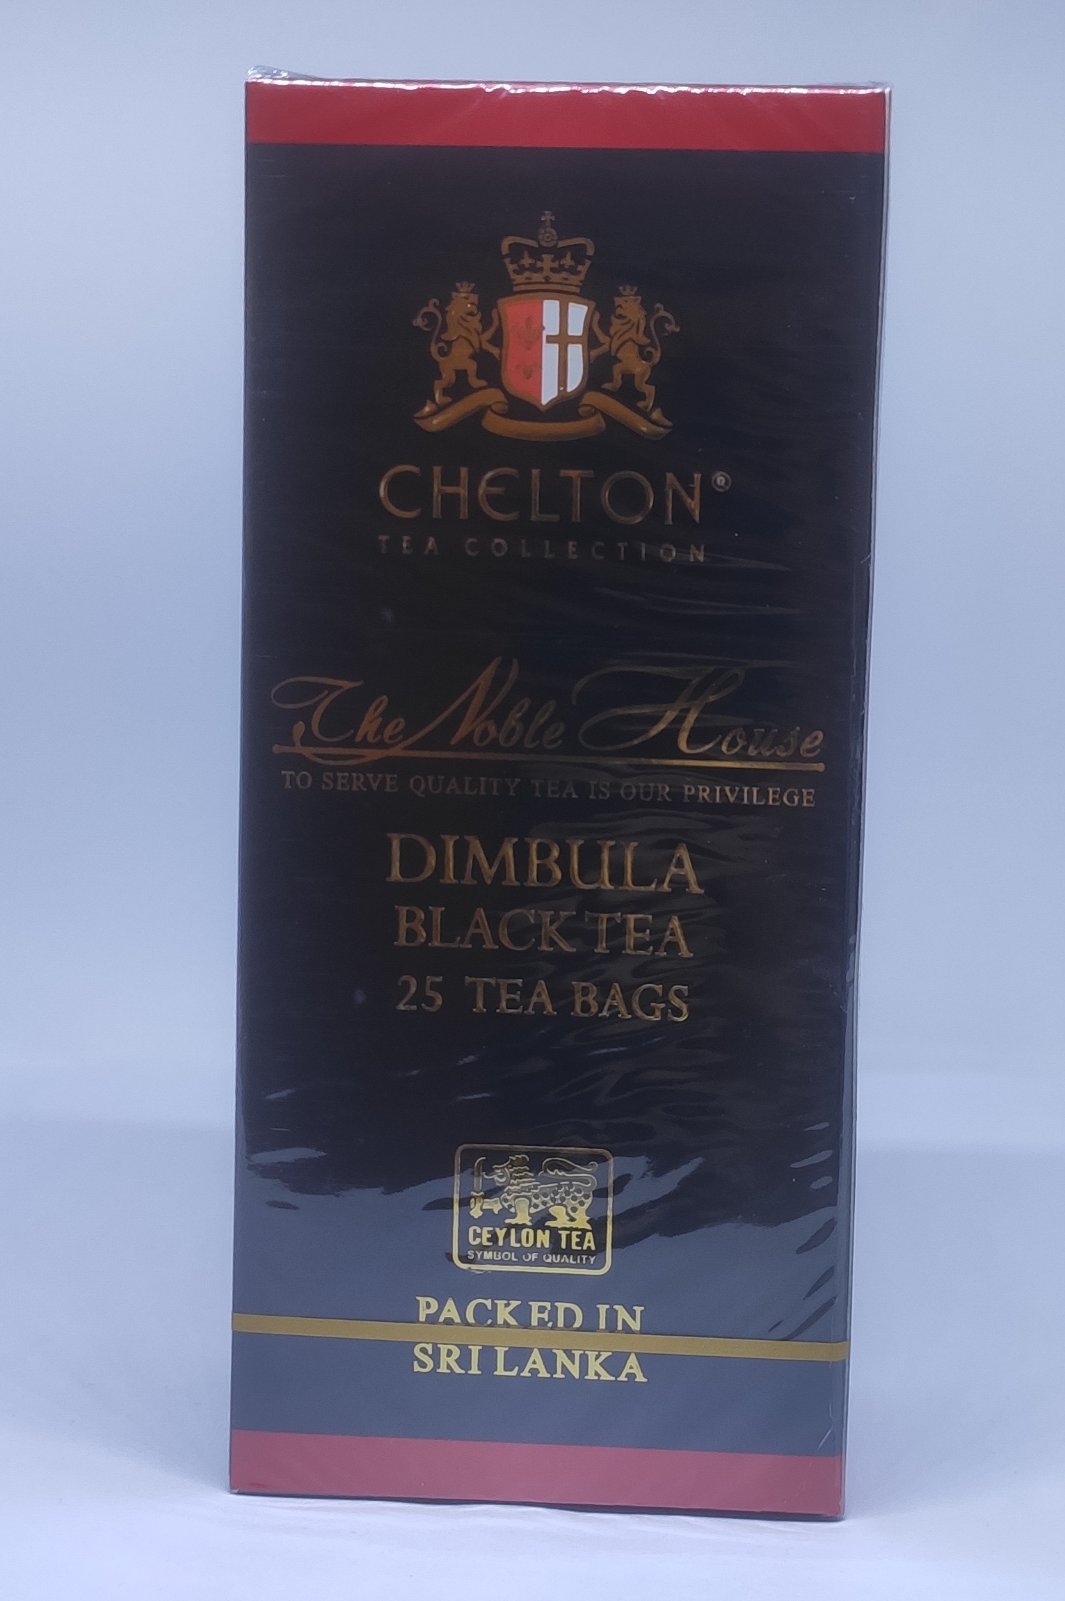 CHELTON®
TEA COLLECTION
The Noble House
TO SERVE QUALITY TEA IS OUR PRIVILEGE
DIMBULA
BLACK TEA
25 TEA BAGS
CEYLON TEA
SYMBOL OF QUALITY
PACKED IN
SRI LANKA